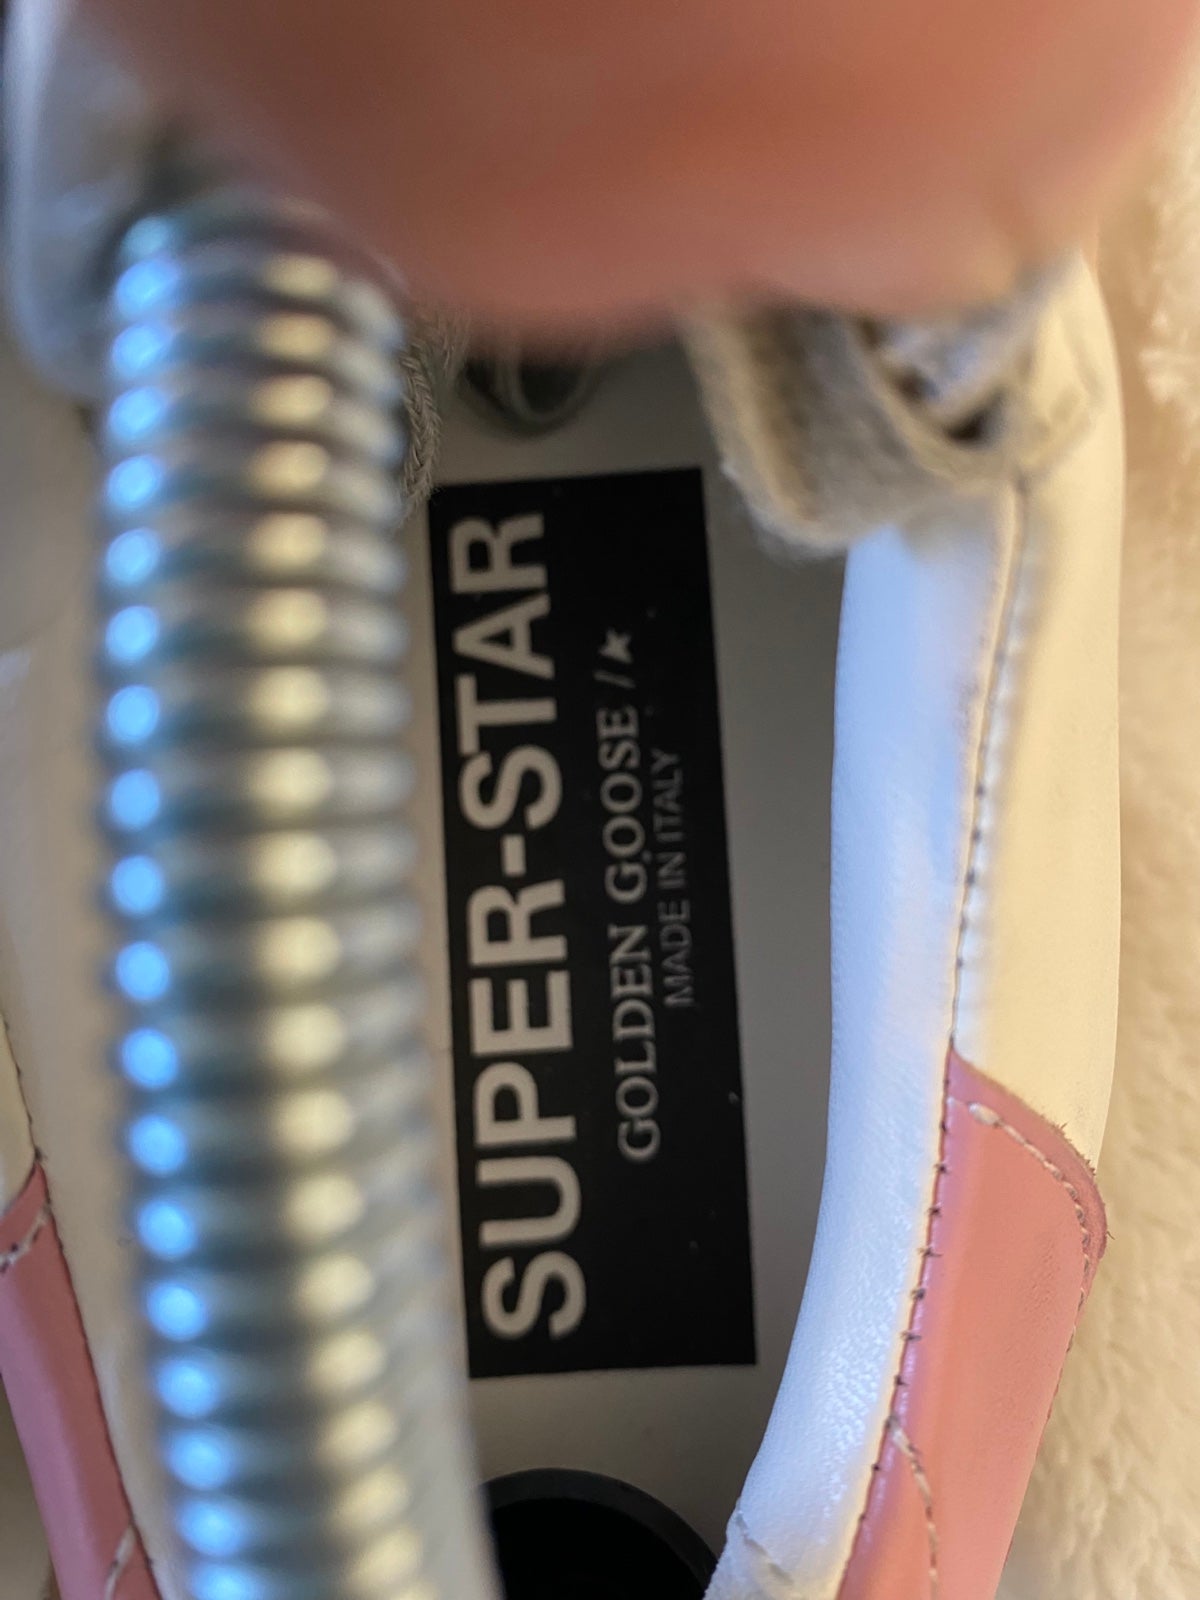 SUPER-STAR
GOLDEN GOOSE /★
MADE IN ITALY